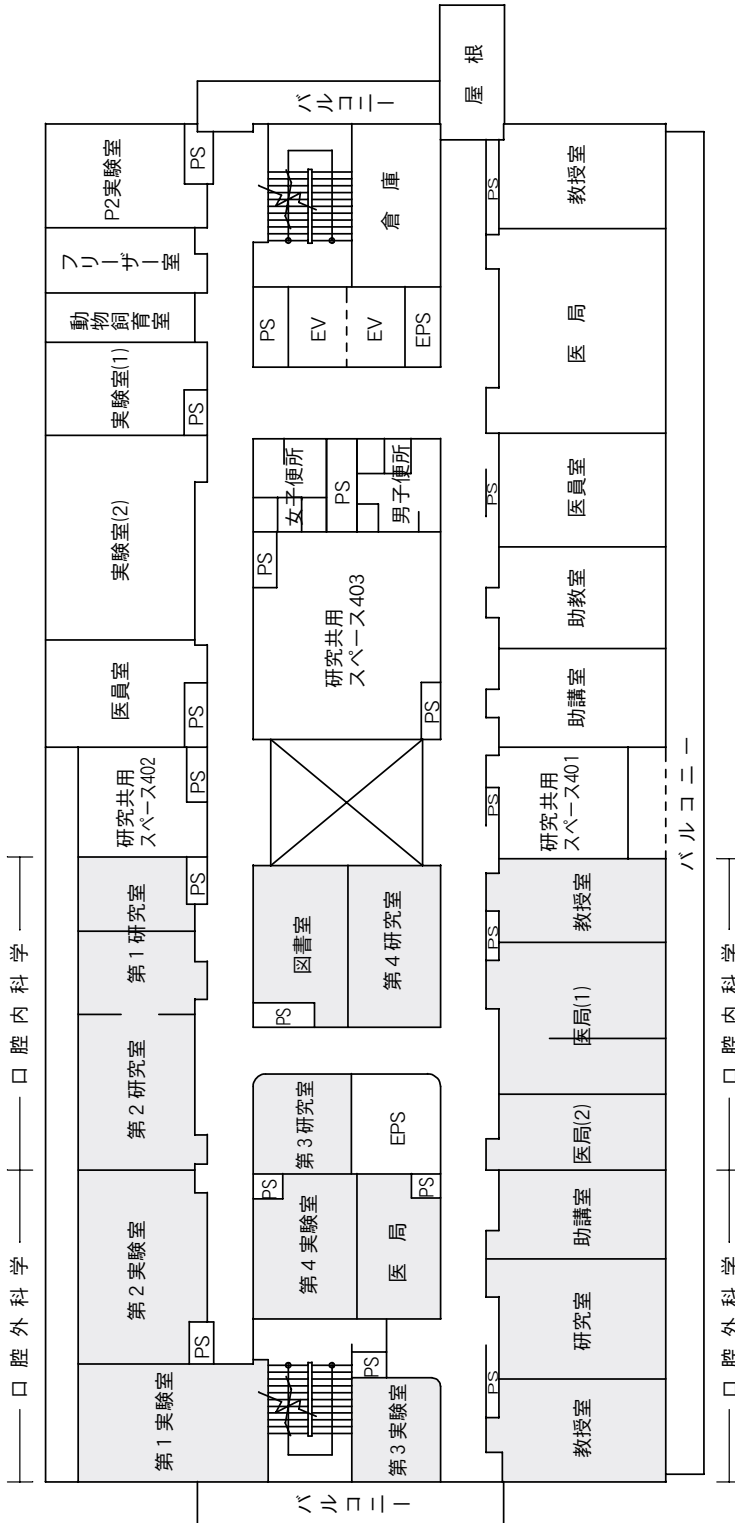 口腔外科学
口腔内科学
第1実験室
第2実験室
PS
第2研究室
第1研究室
PS
研究共用
スペース402
PS
医員室
PS
実験室(2)
実験室(1)
PS
動物飼育室
フリーザー室
P2実験室
PS
バルコニー
第3実験室
PS
第4実験室
PS
医局
PS
第3研究室
EPS
図書室
PS
第4研究室
研究共用
スペース403
PS
PS
女子便所
PS
男子便所
PS
EV
EV
EPS
倉庫
バルコニー
屋根
教授室
PS
研究室
助講室
医局(2)
医局(1)
教授室
PS
研究共用
スペース401
PS
助講室
助教室
医員室
PS
医局
教授室
PS
バルコニー
口腔外科学
口腔内科学